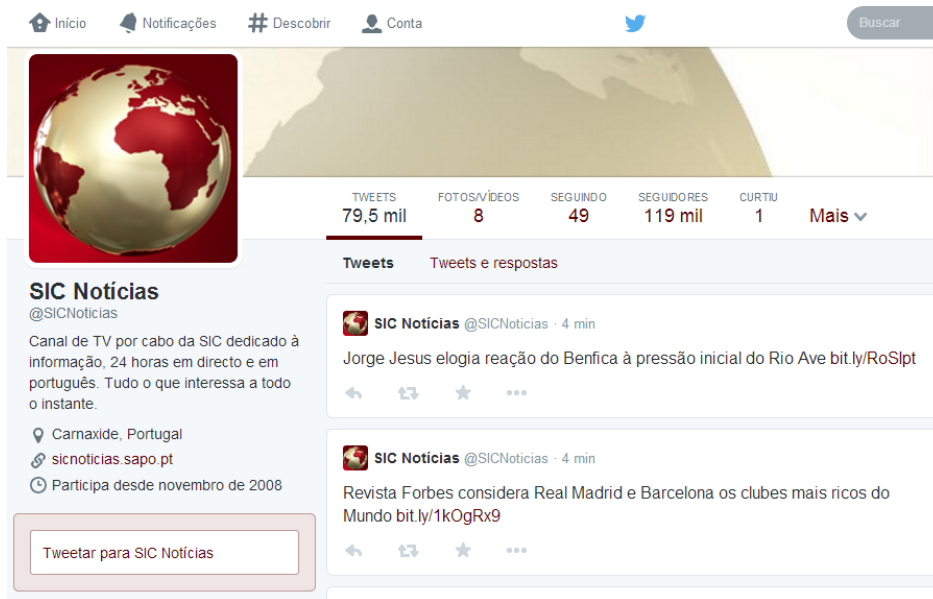 Início Notificações Descobrir Conta Buscar
TWEETS FOTOS/VÍDEOS SEGUINDO SEGUIDORES CURTIU
79,5 mil 8 49 119 mil 1 Mais
Tweets Tweets e respostas
SIC Notícias
@SICNoticias
Canal de TV por cabo da SIC dedicado à
informação, 24 horas em directo e em
português. Tudo o que interessa a todo
o instante.
Carnaxide, Portugal
sicnoticias.sapo.pt
Participa desde novembro de 2008
Tweetar para SIC Notícias
SIC Notícias @SICNoticias · 4 min
Jorge Jesus elogia reação do Benfica à pressão inicial do Rio Ave bit.ly/RoSlpt
SIC Notícias @SICNoticias · 4 min
Revista Forbes considera Real Madrid e Barcelona os clubes mais ricos do
Mundo bit.ly/1kOgRx9